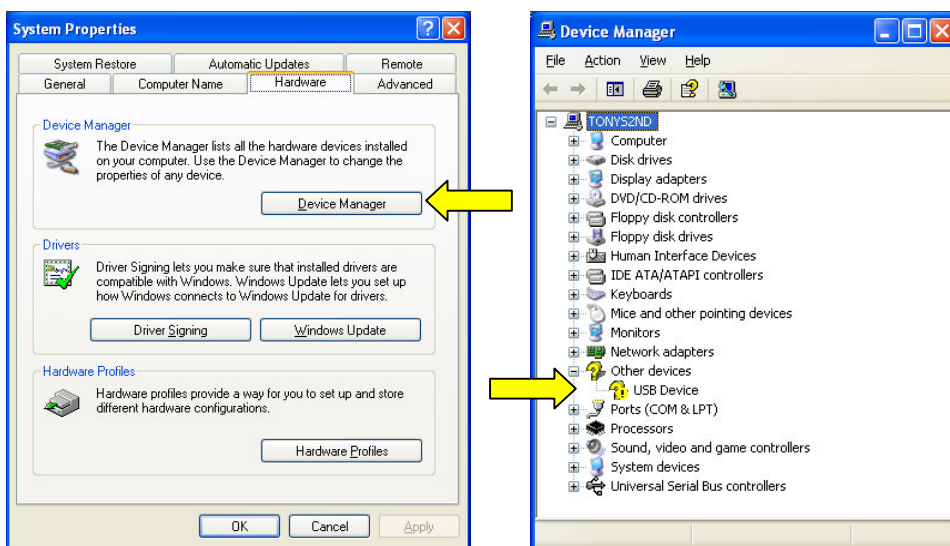 System Properties
System Restore Automatic Updates Remote
General Computer Name Hardware Advanced
Device Manager
The Device Manager lists all the hardware devices installed
on your computer. Use the Device Manager to change the
properties of any device.
Device Manager
Drivers
Driver Signing lets you make sure that installed drivers are
compatible with Windows. Windows Update lets you set up
how Windows connects to Windows Update for drivers.
Driver Signing Windows Update
Hardware Profiles
Hardware profiles provide a way for you to set up and store
different hardware configurations.
Hardware Profiles
OK Cancel Apply
Device Manager
File Action View Help
TONYS2ND
Computer
Disk drives
Display adapters
DVD/CD-ROM drives
Floppy disk controllers
Floppy disk drives
Human Interface Devices
IDE ATA/ATAPI controllers
Keyboards
Mice and other pointing devices
Monitors
Network adapters
Other devices
USB Device
Ports (COM & LPT)
Processors
Sound, video and game controllers
System devices
Universal Serial Bus controllers